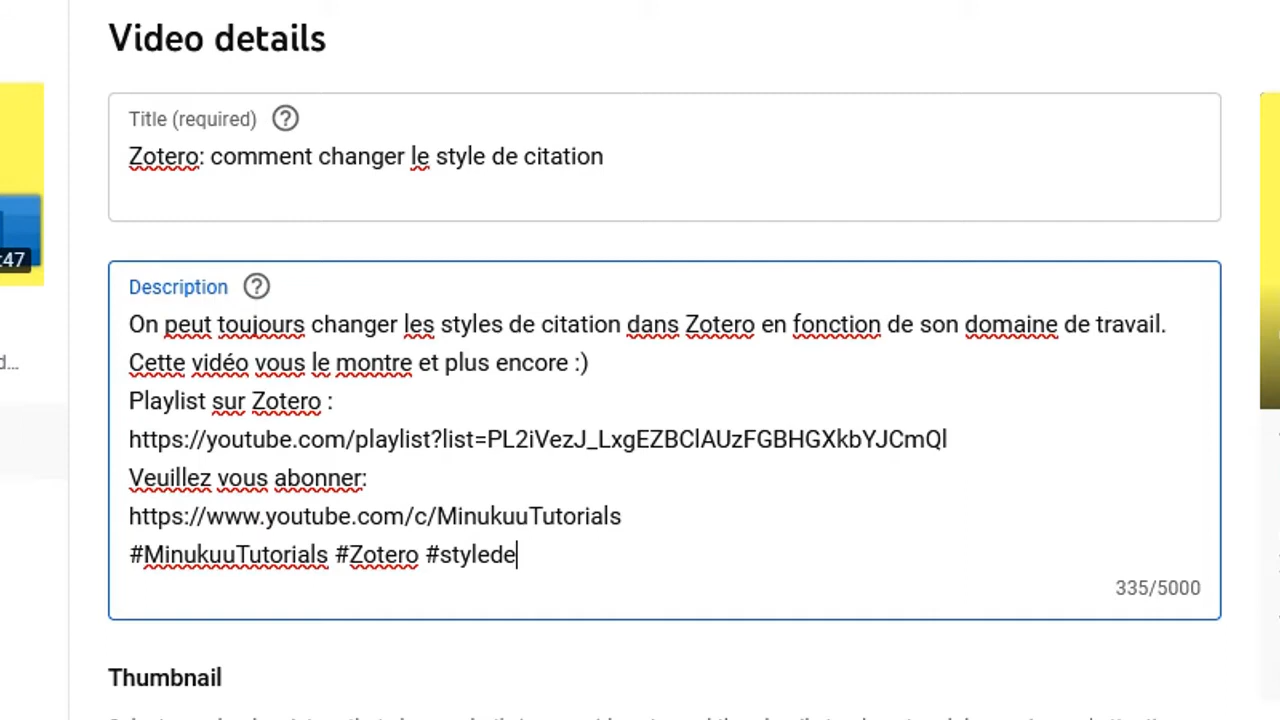 Video details
Title (required)
Zotero: comment changer le style de citation
:47
Description
On peut toujours changer les styles de citation dans Zotero en fonction de son domaine de travail.
Cette vidéo vous le montre et plus encore :)
d...
Playlist sur Zotero :
https://youtube.com/playlist?list=PL2iVezJ_LxgEZBClAUzFGBHGXkbYJCmQl
Veuillez vous abonner:
https://www.youtube.com/c/MinukuuTutorials
#MinukuuTutorials #Zotero #stylede
335/5000
Thumbnail